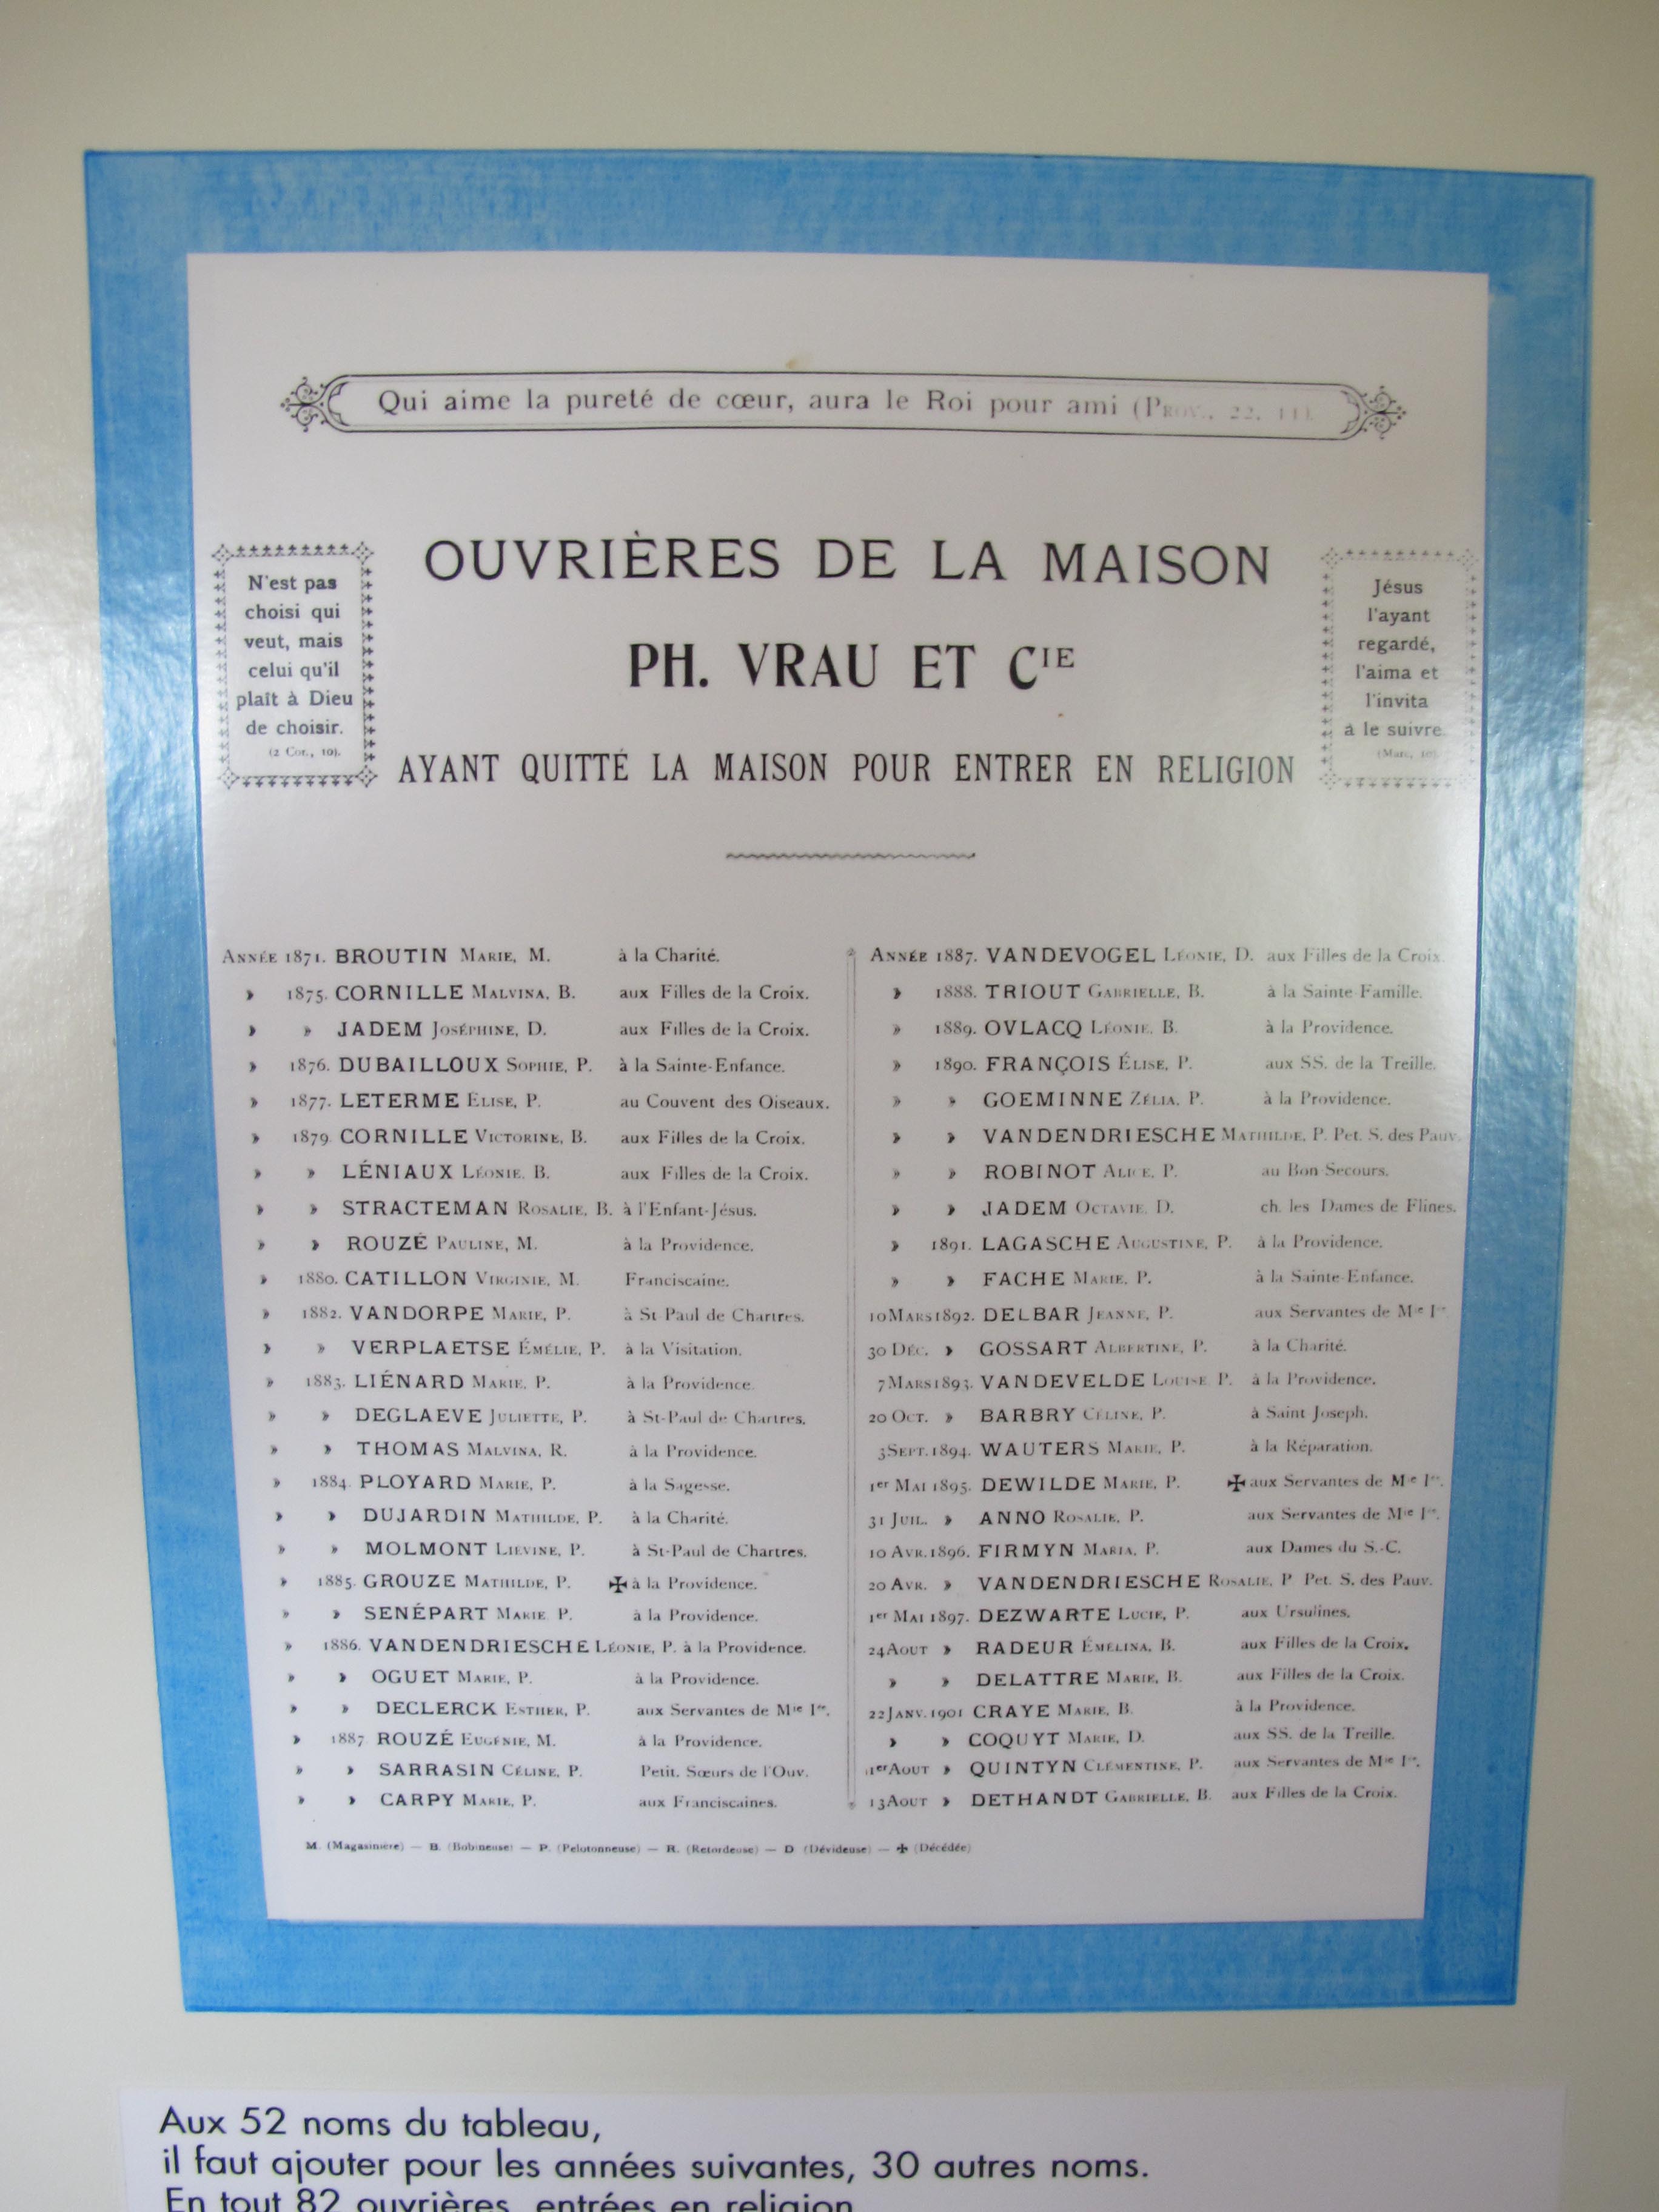 Qui aime la pureté de cœur, aura le Roi pour ami (Prov., 22, 11).
N'est pas
choisi qui
veut, mais
celui qu'il
plaît à Dieu
de choisir.
(2 Cor., 10).
OUVRIÈRES DE LA MAISON
PH. VRAU ET CIE
AYANT QUITTÉ LA MAISON POUR ENTRER EN RELIGION
Jésus
l'ayant
regardé,
l'aima et
l'invita
à le suivre
(Marc, 10).
Année 1871. BROUTIN Marie, M. à la Charité.
» 1875. CORNILLE Malvina, B. aux Filles de la Croix.
» » JADEM Joséphine, D. aux Filles de la Croix.
» 1876. DUBAILLOUX Sophie, P. à la Sainte-Enfance.
» 1877. LETERME Elise, P. au Couvent des Oiseaux.
» 1879. CORNILLE Victorine, B. aux Filles de la Croix.
» » LÉNIAUX Léonie, B. aux Filles de la Croix.
» » STRACTEMAN Rosalie, B. à l'Enfant-Jésus.
» » ROUZÉ Pauline, M. à la Providence.
» 1880. CATILLON Virginie, M. Franciscaine.
» 1882. VANDORPE Marie, P. à St-Paul de Chartres.
» » VERPLAETSE Émélie, P. à la Visitation.
» 1883. LIÉNARD Marie, P. à la Providence.
» » DEGLAEVE Juliette, P. à St-Paul de Chartres.
» » THOMAS Malvina, R. à la Providence.
» 1884. PLOYARD Marie, P. à la Sagesse.
» » DUJARDIN Mathilde, P. à la Charité.
» » MOLMONT Lievine, P. à St-Paul de Chartres.
» 1885. GROUZE Mathilde, P. ✠ à la Providence.
» » SENÉPART Marie P. à la Providence.
» 1886. VANDENDRIESCHE Léonie, P. à la Providence.
» » OGUET Marie, P. à la Providence.
» » DECLERCK Esther, P. aux Servantes de Mie Ire.
» 1887 ROUZÉ Eugénie, M. à la Providence.
» » SARRASIN Céline, P. Petit. Sœurs de l'Ouv.
» » CARPY Marie, P. aux Franciscaines.
Année 1887. VANDEVOGEL Léonie, D. aux Filles de la Croix.
» 1888. TRIOUT Gabrielle, B. à la Sainte Famille.
» 1889. OVLACQ Léonie, B. à la Providence.
» 1890. FRANÇOIS Élise, P. aux SS. de la Treille.
» » GOEMINNE Zélia, P. à la Providence.
» » VANDENDRIESCHE Mathilde, P. Pet. S. des Pauv.
» » ROBINOT Alice, P. au Bon Secours.
» » JADEM Octavie, D. ch. les Dames de Flines.
» 1891. LAGASCHE Augustine, P. à la Providence.
» » FACHE Marie, P. à la Sainte-Enfance.
10 Mars 1892. DELBAR Jeanne, P. aux Servantes de Mie Ire
30 Déc. » GOSSART Albertine, P. à la Charité.
7 Mars 1893. VANDEVELDE Louise P. à la Providence.
20 Oct. » BARBRY Céline, P. à Saint Joseph.
3 Sept. 1894. WAUTERS Marie, P. à la Réparation.
1er Mai 1895. DEWILDE Marie, P. ✠ aux Servantes de Mie Ire.
31 Juil. » ANNO Rosalie, P. aux Servantes de Mie Ire.
10 Avr. 1896. FIRMYN Maria, P. aux Dames du S.-C.
20 Avr. » VANDENDRIESCHE Rosalie, P Pet. S. des Pauv.
1er Mai 1897. DEZWARTE Lucie, P. aux Ursulines.
24 Aout » RADEUR Émélina, B. aux Filles de la Croix.
» » DELATTRE Marie, B. aux Filles de la Croix.
22 Janv. 1901 CRAYE Marie, B. à la Providence.
» » COQUYT Marie, D. aux SS. de la Treille.
1er Aout » QUINTYN Clémentine, P. aux Servantes de Mie Ire.
13 Aout » DETHANDT Gabrielle, B. aux Filles de la Croix.
M. (Magasinière) — B. (Bobineuse) — P. (Pelotonneuse) — R. (Retordeuse) — D (Dévideuse) — ✠ (Décédée)
Aux 52 noms du tableau,
il faut ajouter pour les années suivantes, 30 autres noms.
En tout 82 ouvrières entrées en religion